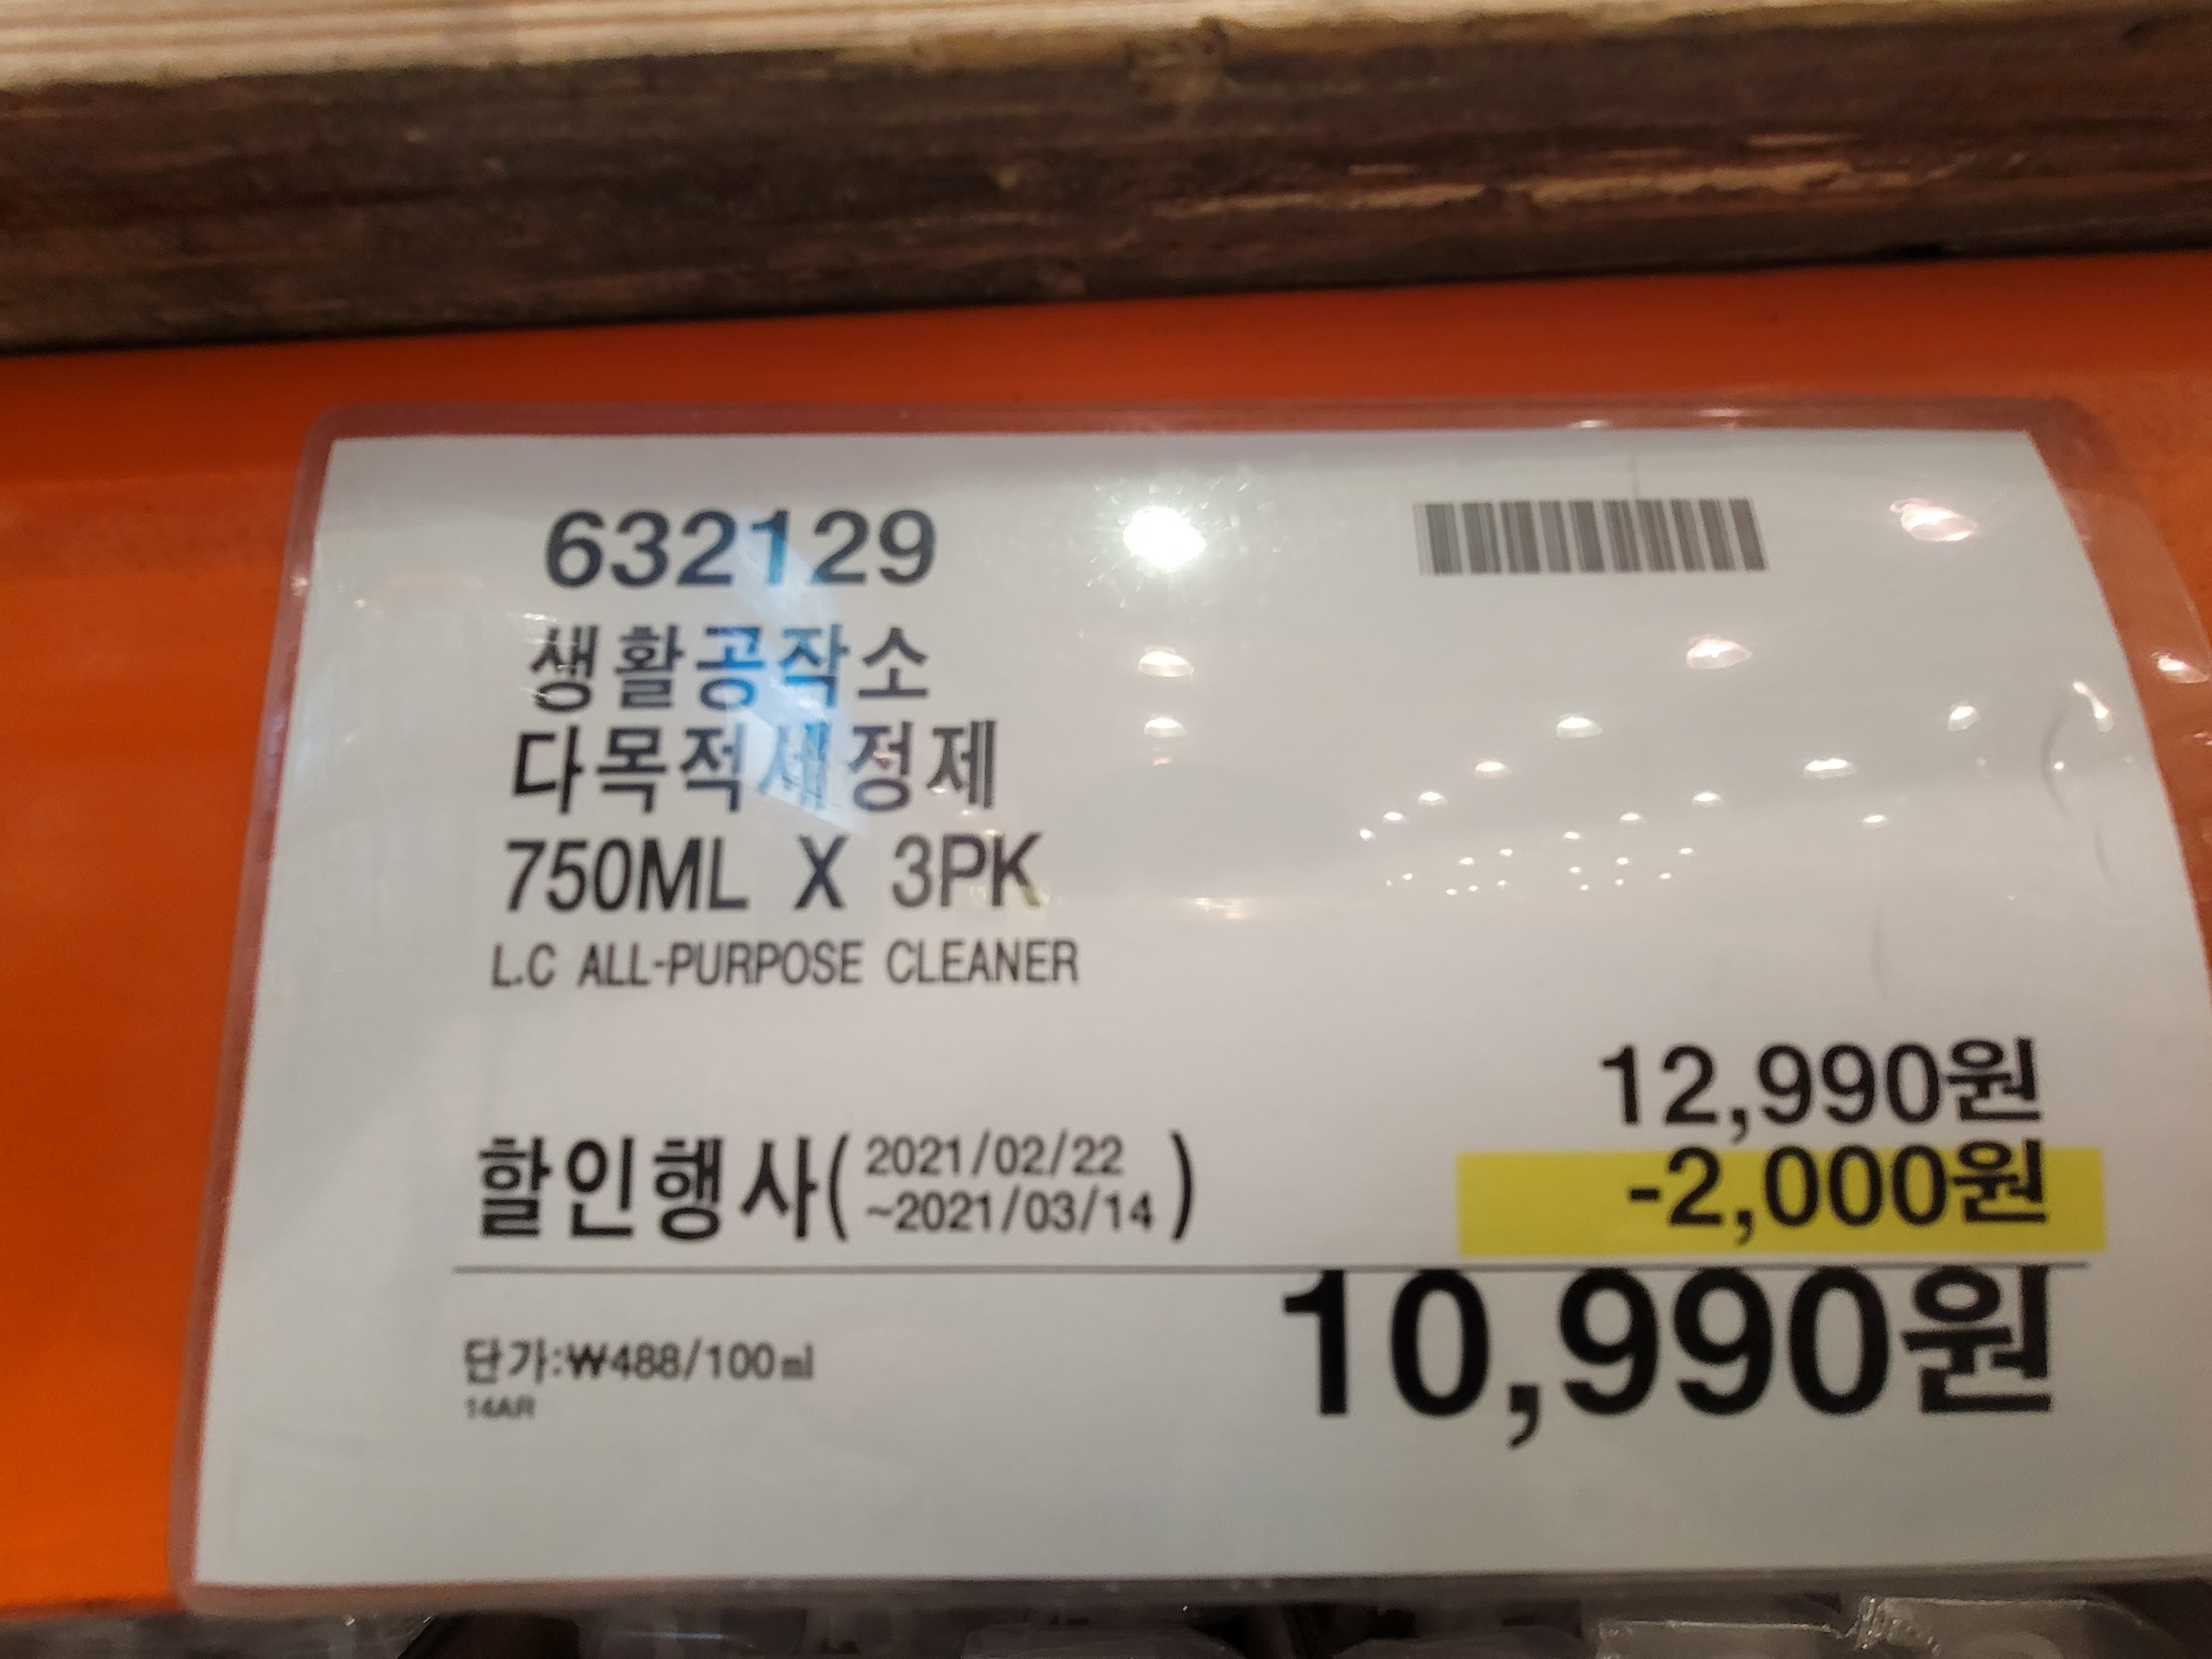 632129
생활공작소
다목적세정제
750ML X 3PK
L.C ALL-PURPOSE CLEANER
12,990원
할인행사( 2021/02/22
~2021/03/14 )
-2,000원
10,990원
단가:₩488/100㎖
14AR